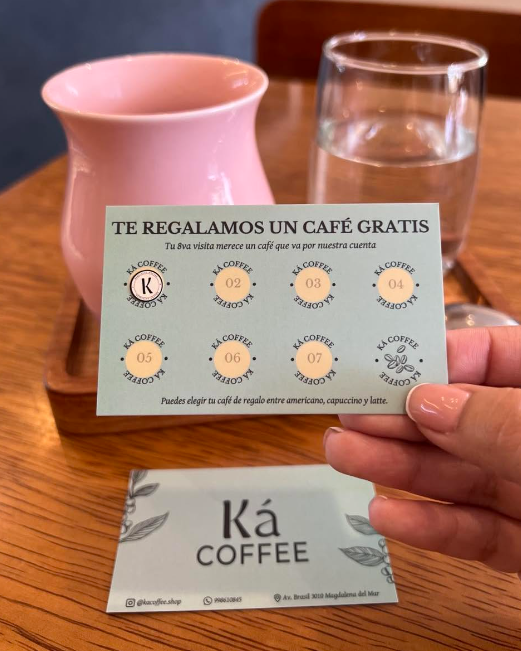 TE REGALAMOS UN CAFÉ GRATIS
Tu 8va visita merece un café que va por nuestra cuenta
KÁ COFFEE K KÁ COFFEE
KÁ COFFEE 02 KÁ COFFEE
KÁ COFFEE 03 KÁ COFFEE
KÁ COFFEE 04 KÁ COFFEE
KÁ COFFEE 05 KÁ COFFEE
KÁ COFFEE 06 KÁ COFFEE
KÁ COFFEE 07 KÁ COFFEE
KÁ COFFEE KÁ COFFEE
Puedes elegir tu café de regalo entre americano, capuccino y latte.
Ká
COFFEE
@kacoffee.shop Av. Brasil 3019 Magdalena del Mar